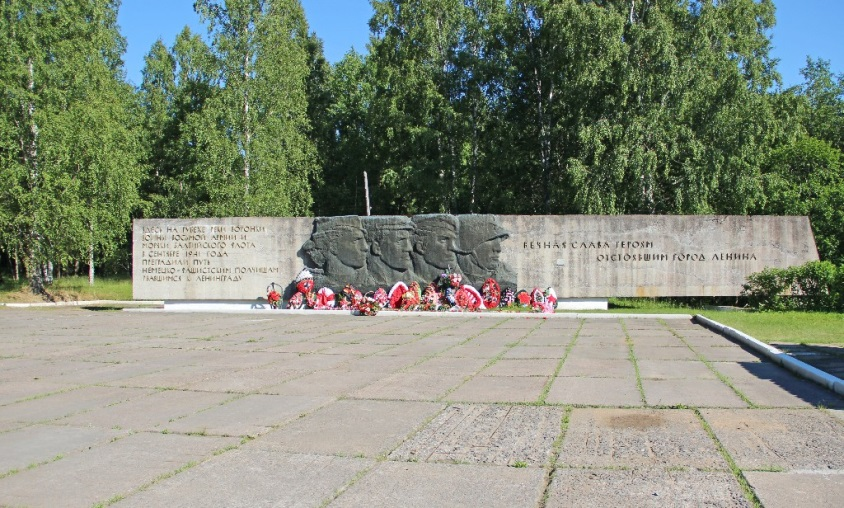 ЗДЕСЬ НА РУБЕЖЕ РЕКИ ВОРОНКИ
ВОИНЫ ВОСЬМОЙ АРМИИ И
МОРЯКИ БАЛТИЙСКОГО ФЛОТА
В СЕНТЯБРЕ 1941 ГОДА
ПРЕГРАДИЛИ ПУТЬ
НЕМЕЦКО-ФАШИСТСКИМ ПОЛЧИЩАМ
РВАВШИМСЯ К ЛЕНИНГРАДУ
ВЕЧНАЯ СЛАВА ГЕРОЯМ
ОТСТОЯВШИМ ГОРОД ЛЕНИНА